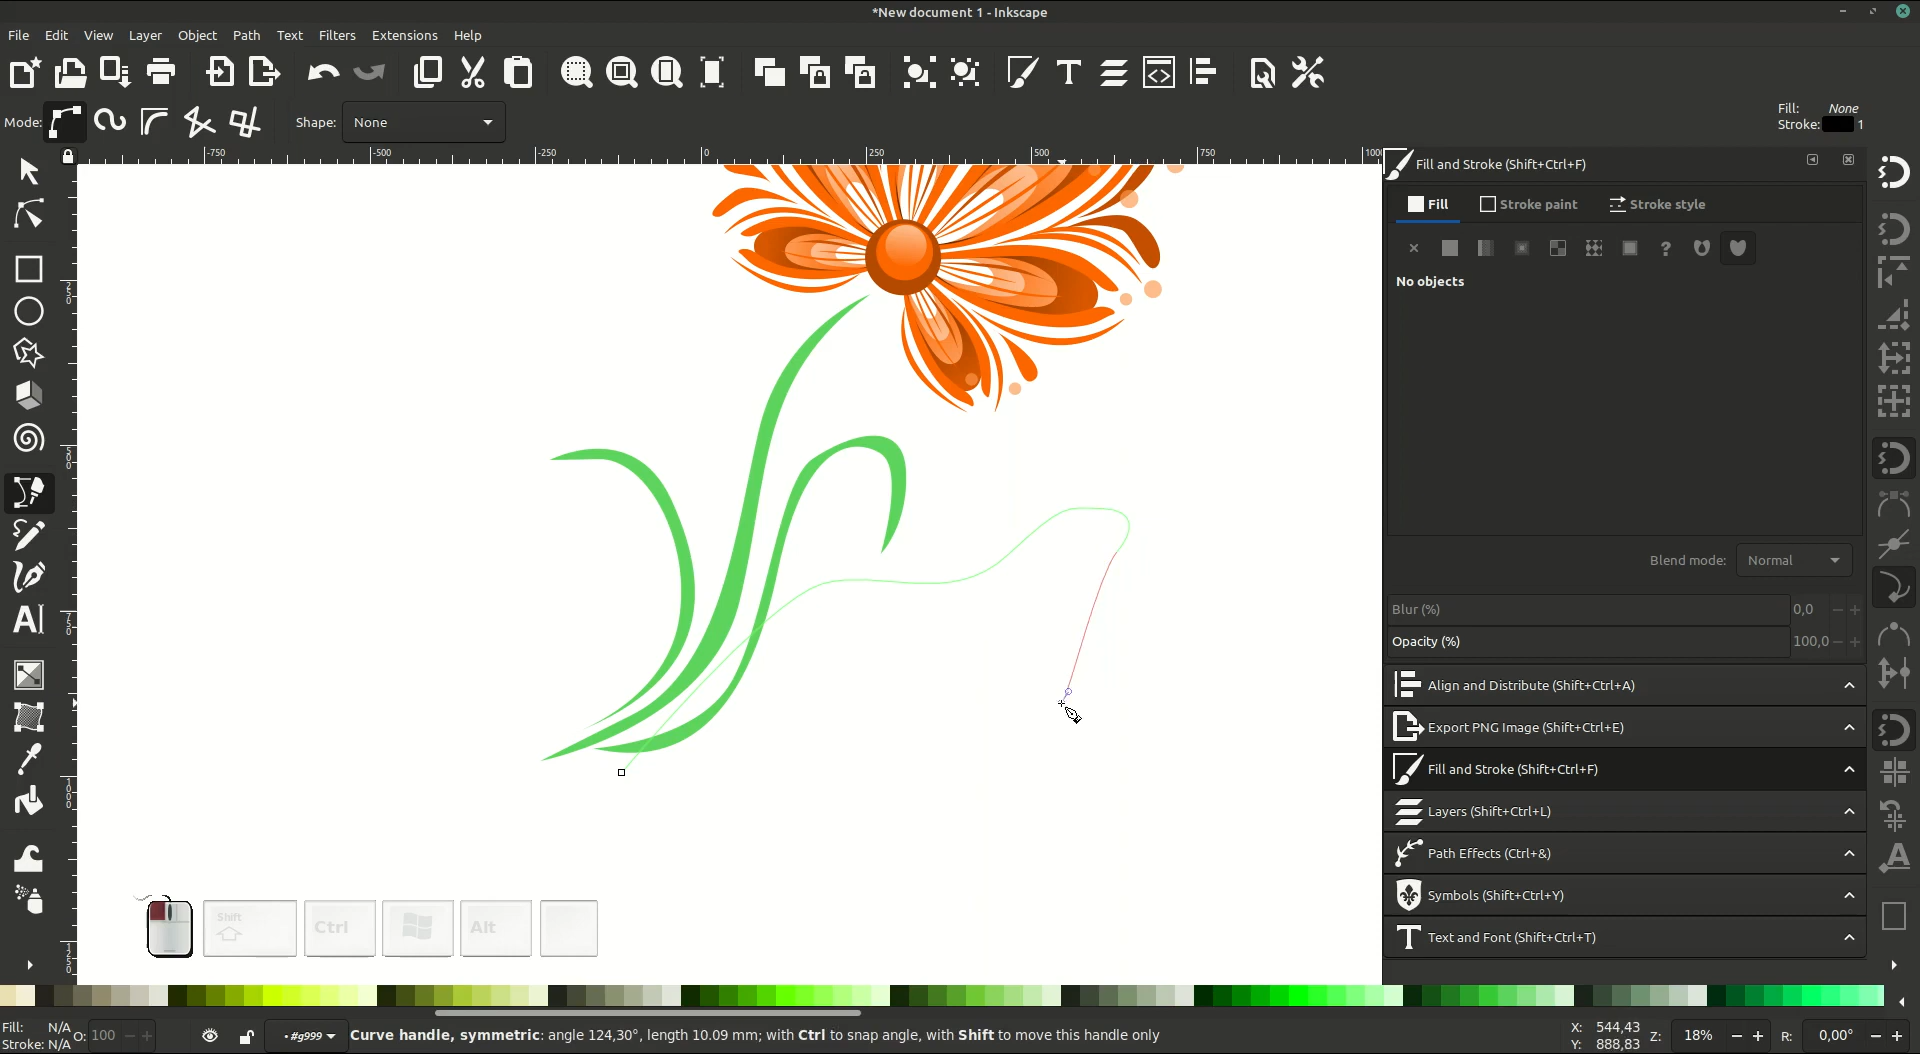 *New document 1 - Inkscape
File Edit View Layer Object Path Text Filters Extensions Help
Mode: Shape: None
Fill: None
Stroke: 1
-750 -500 -250 0 250 500 750 1000
250
500
750
1000
1250
Fill and Stroke (Shift+Ctrl+F)
Fill Stroke paint Stroke style
No objects
Blend mode: Normal
Blur (%) 0,0
Opacity (%) 100,0
Align and Distribute (Shift+Ctrl+A)
Export PNG Image (Shift+Ctrl+E)
Fill and Stroke (Shift+Ctrl+F)
Layers (Shift+Ctrl+L)
Path Effects (Ctrl+&)
Symbols (Shift+Ctrl+Y)
Text and Font (Shift+Ctrl+T)
Shift Ctrl Alt
Fill: N/A
Stroke: N/A
O: 100
•#g999
Curve handle, symmetric: angle 124,30°, length 10.09 mm; with Ctrl to snap angle, with Shift to move this handle only
X: 544,43
Y: 888,83
Z: 18%
R: 0,00°